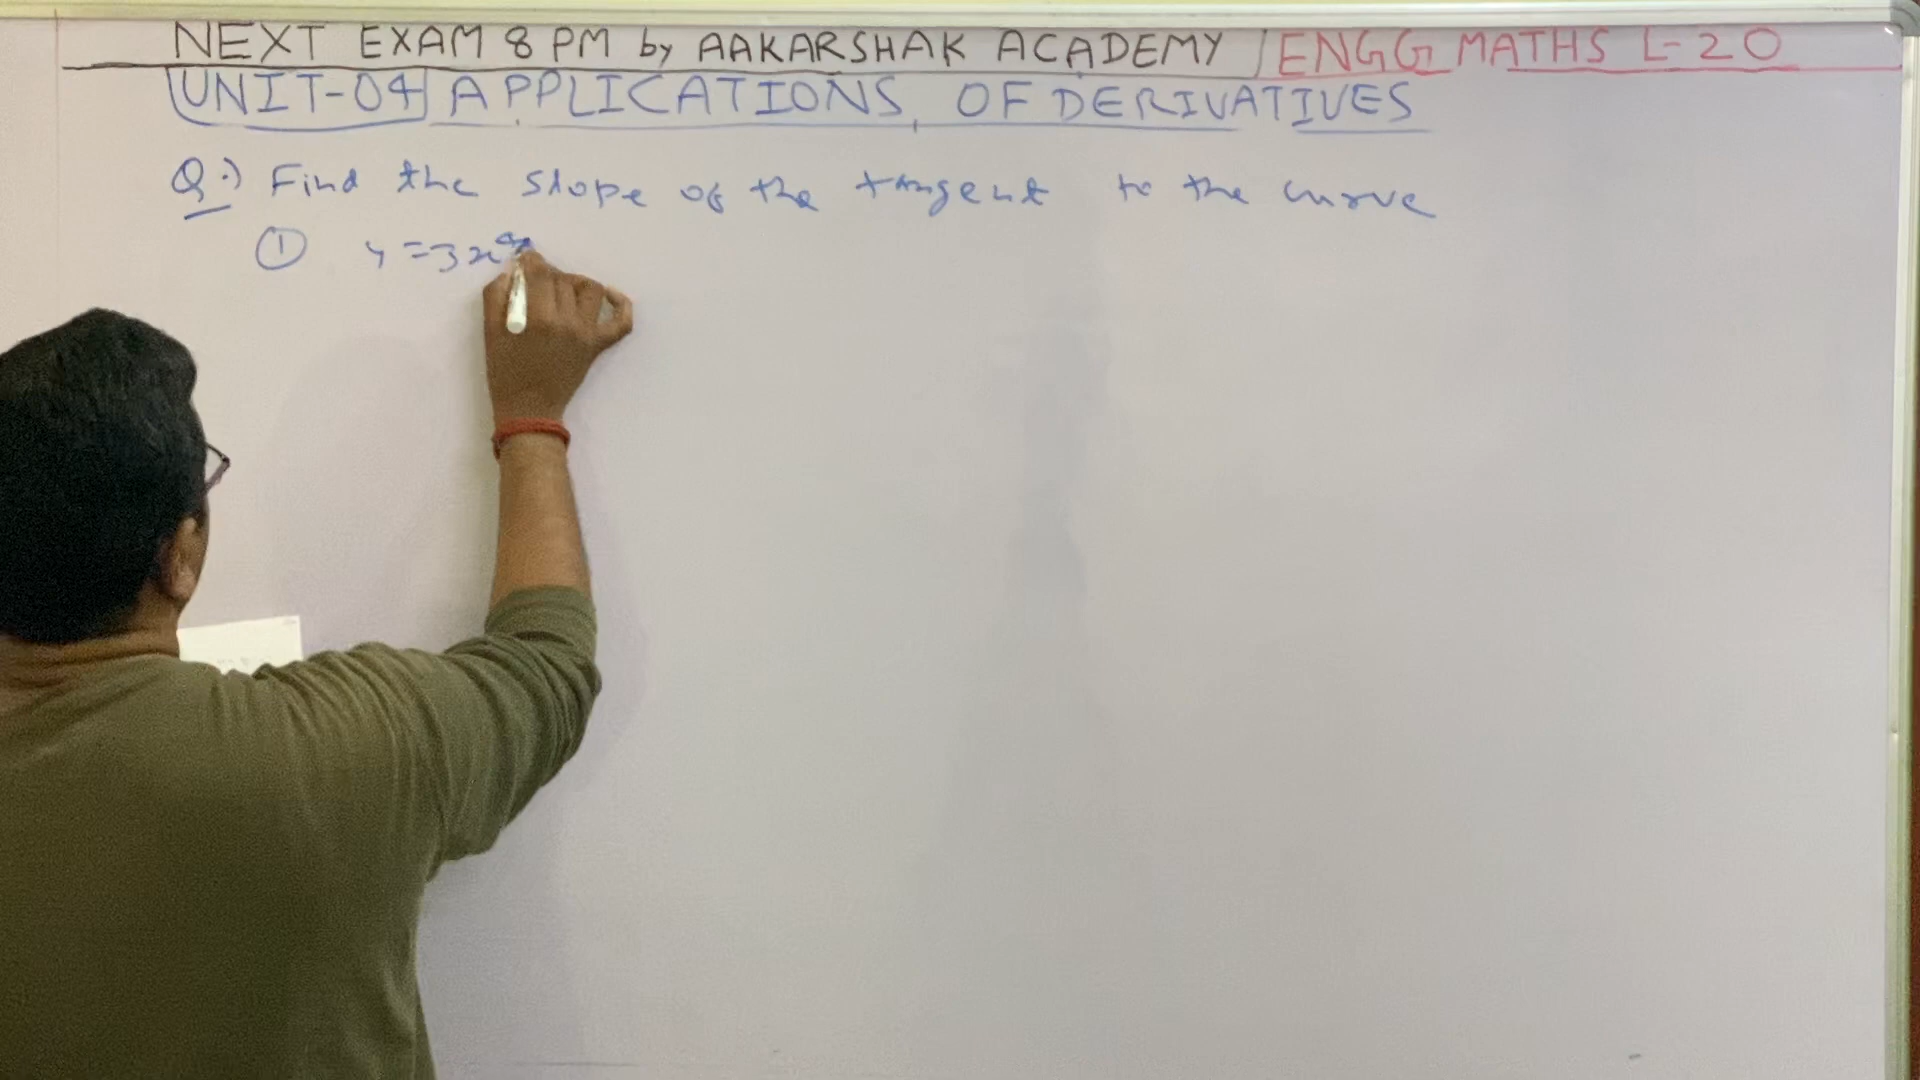 NEXT EXAM 8 PM by AAKARSHAK ACADEMY | ENGG MATHS L-20
UNIT-04 APPLICATIONS OF DERIVATIVES
Q.) Find the slope of the tangent to the curve
① y = 3x⁴